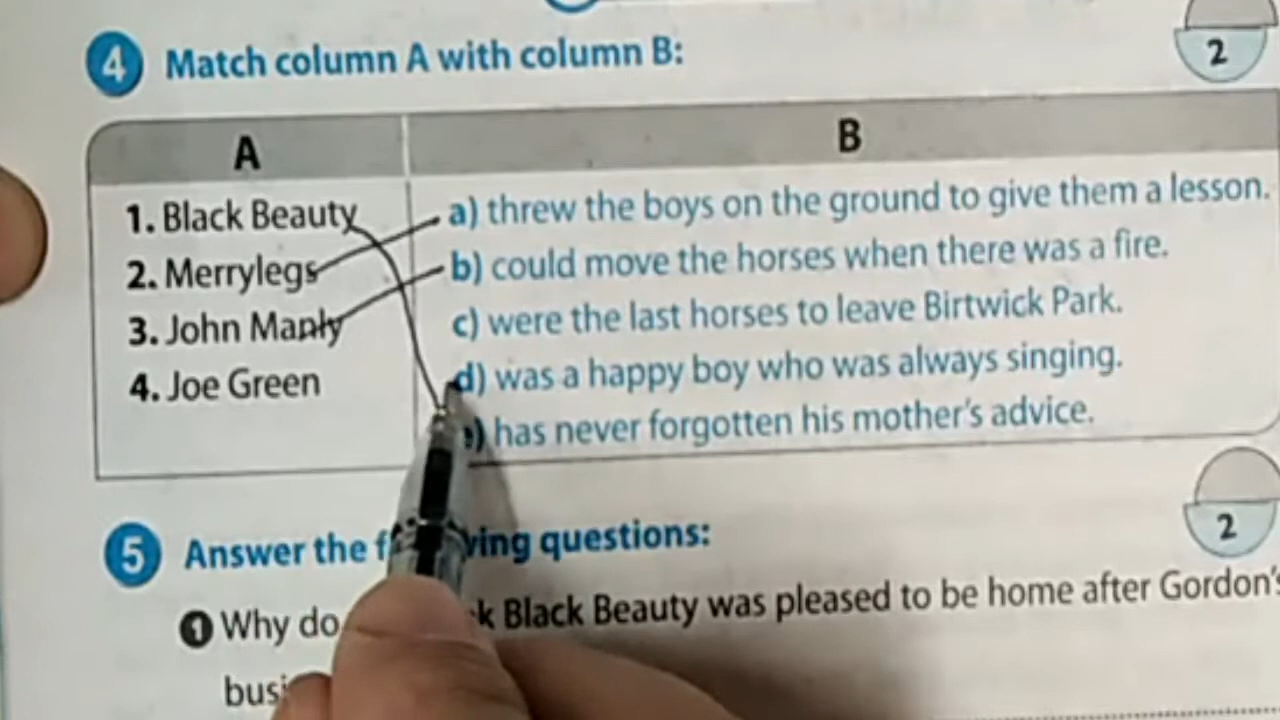 4 Match column A with column B:
2
A B
1. Black Beauty a) threw the boys on the ground to give them a lesson.
2. Merrylegs b) could move the horses when there was a fire.
3. John Manly c) were the last horses to leave Birtwick Park.
4. Joe Green d) was a happy boy who was always singing.
has never forgotten his mother's advice.
2
5 Answer the questions:
1 Why do Black Beauty was pleased to be home after Gordon's